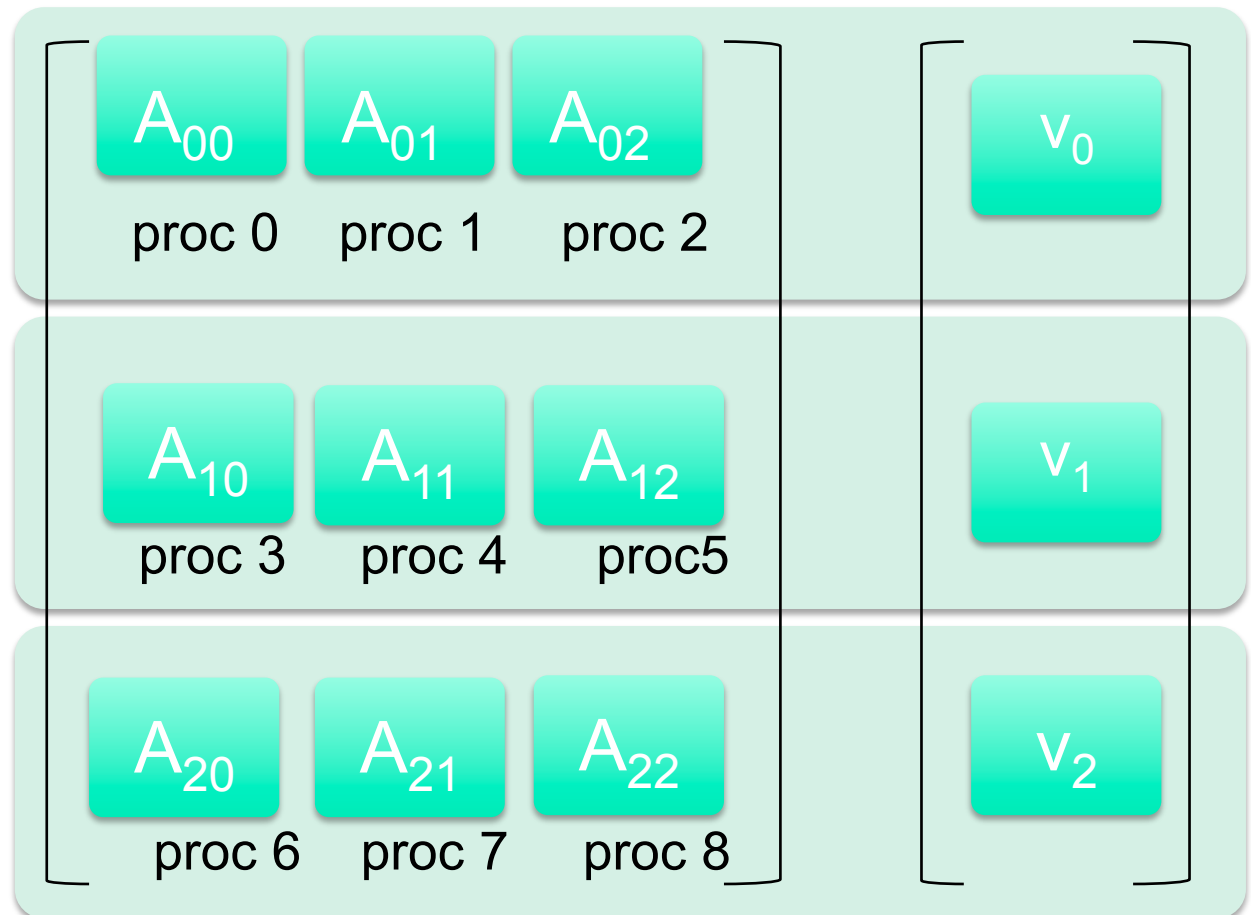 A00 A01 A02 v0
proc 0 proc 1 proc 2
A10 A11 A12 v1
proc 3 proc 4 proc5
A20 A21 A22 v2
proc 6 proc 7 proc 8